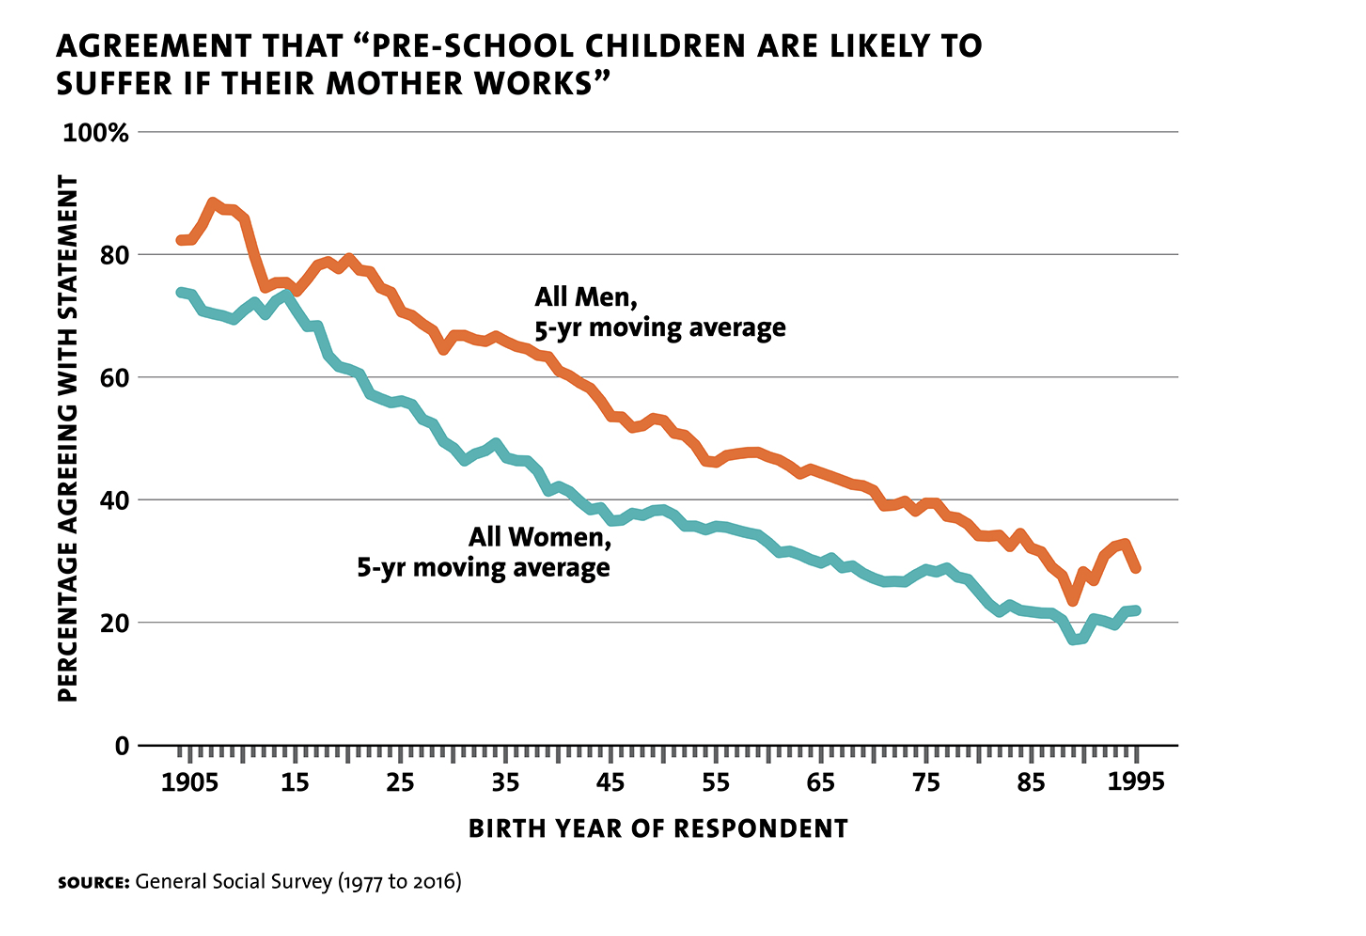 AGREEMENT THAT “PRE-SCHOOL CHILDREN ARE LIKELY TO
SUFFER IF THEIR MOTHER WORKS”
PERCENTAGE AGREEING WITH STATEMENT
100%
80
60
40
20
0
All Men,
5-yr moving average
All Women,
5-yr moving average
1905 15 25 35 45 55 65 75 85 1995
BIRTH YEAR OF RESPONDENT
SOURCE: General Social Survey (1977 to 2016)